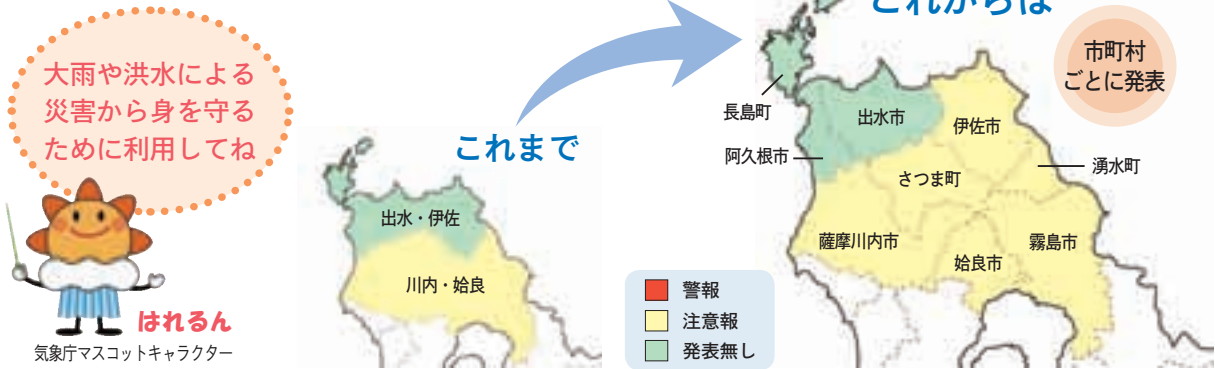 大雨や洪水による
災害から身を守る
ために利用してね
はれるん
気象庁マスコットキャラクター
これまで
出水・伊佐
川内・姶良
これからは
市町村
ごとに発表
長島町
出水市
伊佐市
阿久根市
湧水町
さつま町
薩摩川内市
霧島市
姶良市
警報
注意報
発表無し